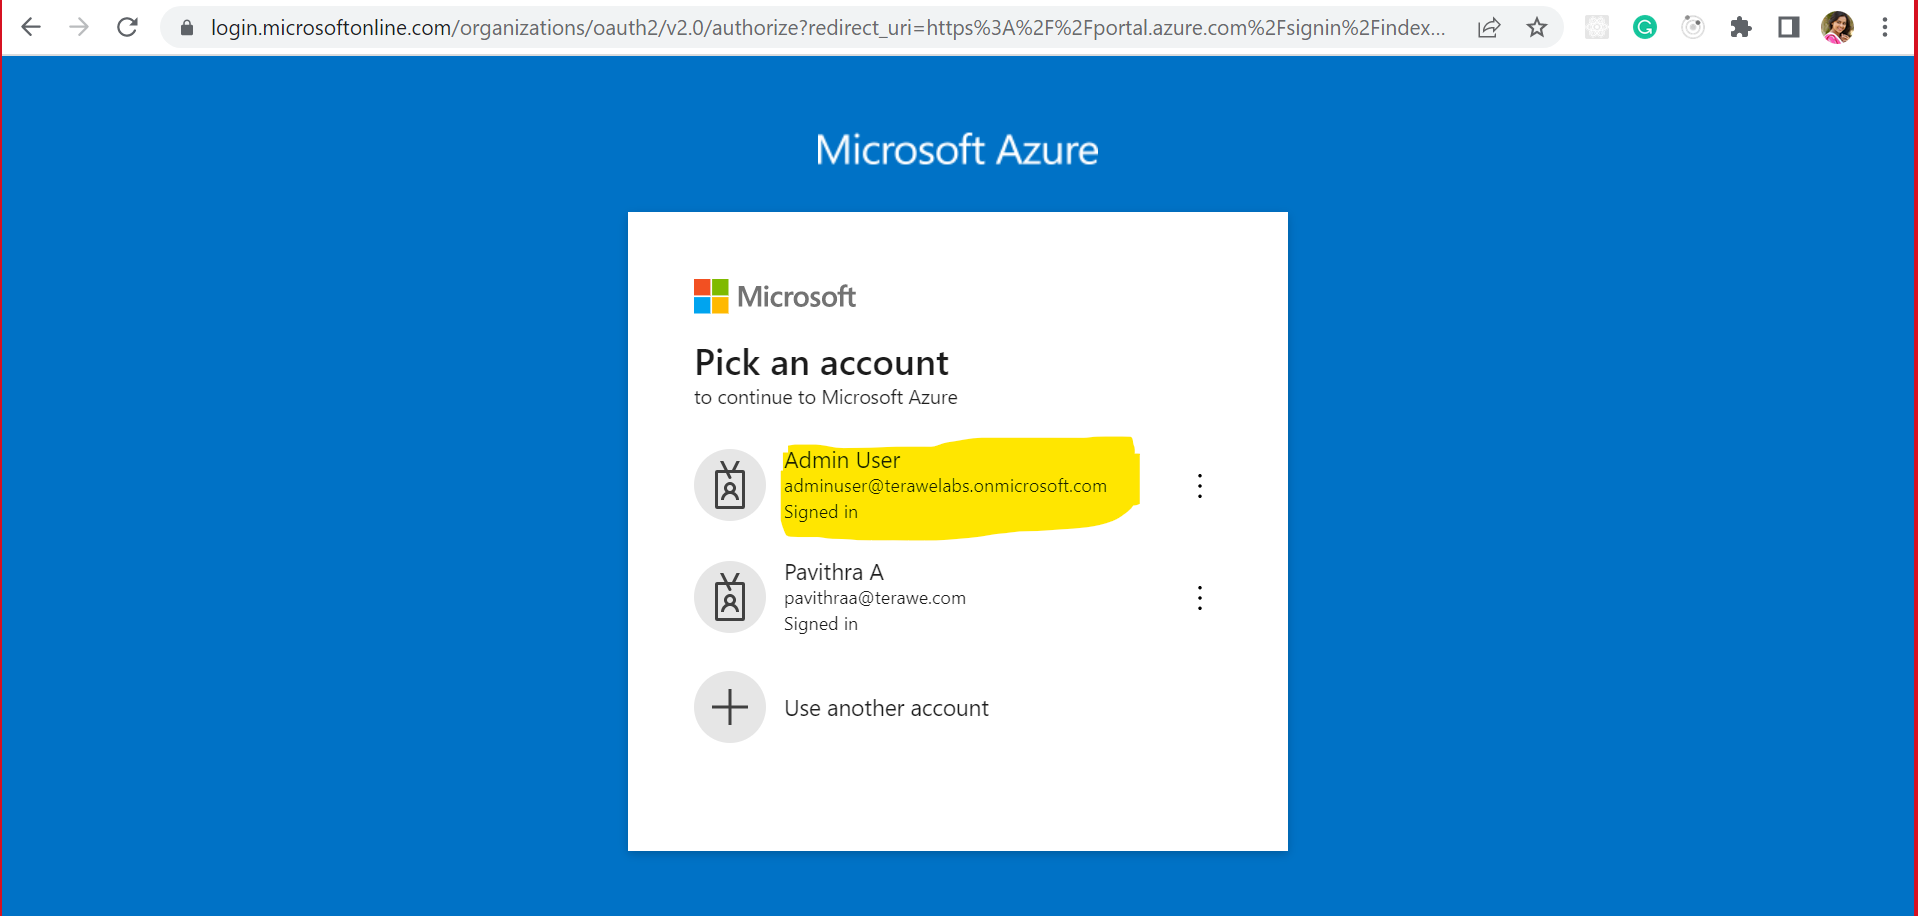 login.microsoftonline.com/organizations/oauth2/v2.0/authorize?redirect_uri=https%3A%2F%2Fportal.azure.com%2Fsignin%2Findex...
Microsoft Azure
Microsoft
Pick an account
to continue to Microsoft Azure
Admin User
adminuser@terawelabs.onmicrosoft.com
Signed in
Pavithra A
pavithraa@terawe.com
Signed in
Use another account